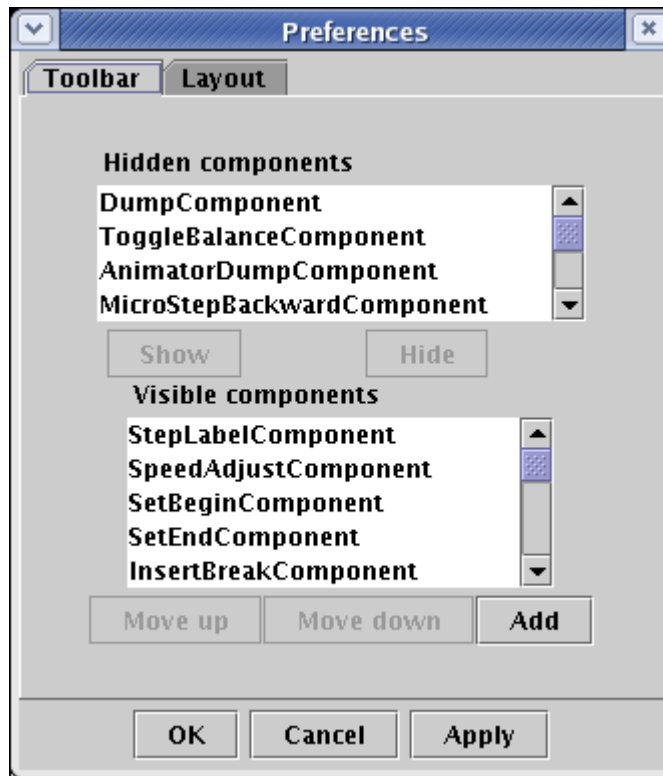 Preferences
Toolbar Layout
Hidden components
DumpComponent
ToggleBalanceComponent
AnimatorDumpComponent
MicroStepBackwardComponent
Show Hide
Visible components
StepLabelComponent
SpeedAdjustComponent
SetBeginComponent
SetEndComponent
InsertBreakComponent
Move up Move down Add
OK Cancel Apply